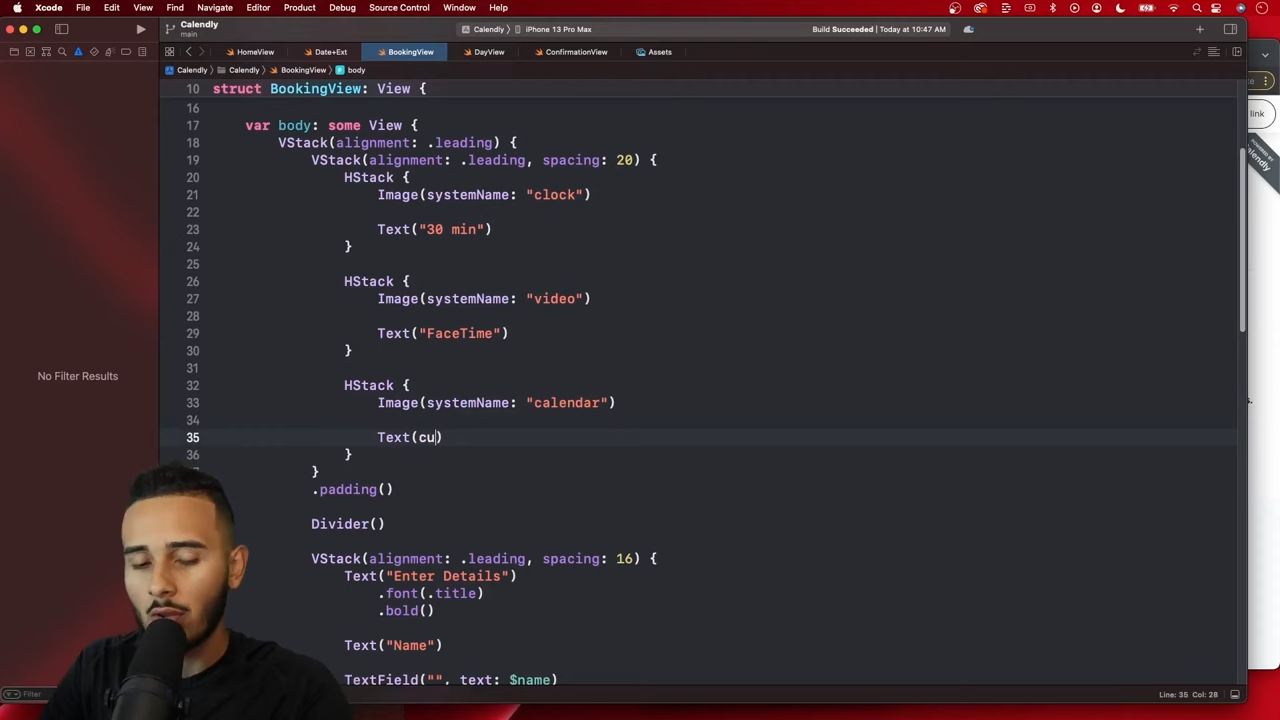 Xcode File Edit View Find Navigate Editor Product Debug Source Control Window Help
Calendly
main
Calendly iPhone 13 Pro Max
Build Succeeded | Today at 10:47 AM
HomeView Date+Ext BookingView DayView ConfirmationView Assets
Calendly Calendly BookingView body
link
10 struct BookingView: View {
16
17 var body: some View {
18 VStack(alignment: .leading) {
19 VStack(alignment: .leading, spacing: 20) {
20 HStack {
21 Image(systemName: "clock")
22
23 Text("30 min")
24 }
25
26 HStack {
27 Image(systemName: "video")
28
29 Text("FaceTime")
30 }
31
32 HStack {
33 Image(systemName: "calendar")
34
35 Text(cu)
36 }
}
.padding()
Divider()
VStack(alignment: .leading, spacing: 16) {
Text("Enter Details")
.font(.title)
.bold()
Text("Name")
TextField("", text: $name)
No Filter Results
POWERED BY
Calendly
Filter
Line: 35 Col: 28